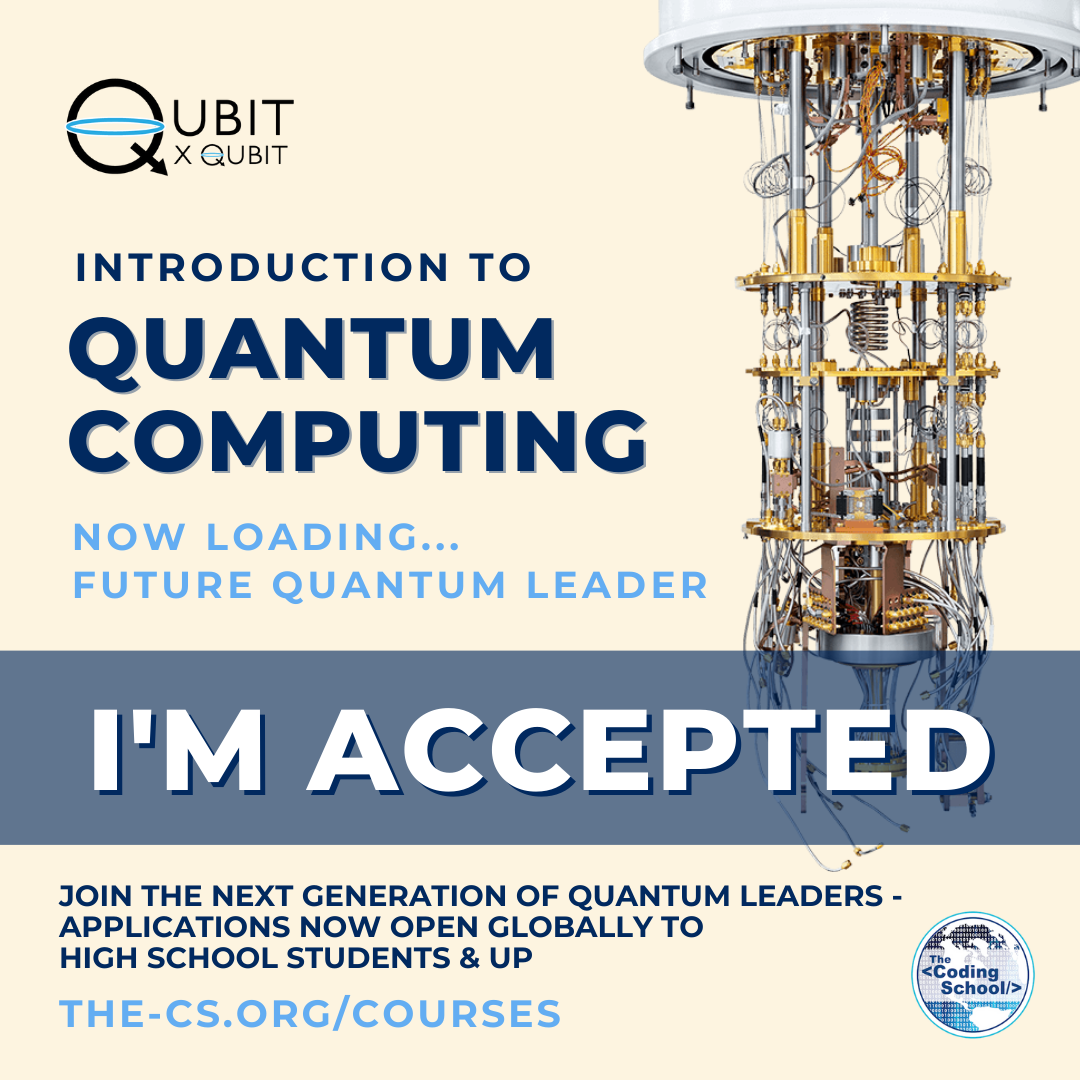 QUBIT
X QUBIT
INTRODUCTION TO
QUANTUM
COMPUTING
NOW LOADING...
FUTURE QUANTUM LEADER
I'M ACCEPTED
JOIN THE NEXT GENERATION OF QUANTUM LEADERS -
APPLICATIONS NOW OPEN GLOBALLY TO
HIGH SCHOOL STUDENTS & UP
THE-CS.ORG/COURSES
The
<Coding
School/>